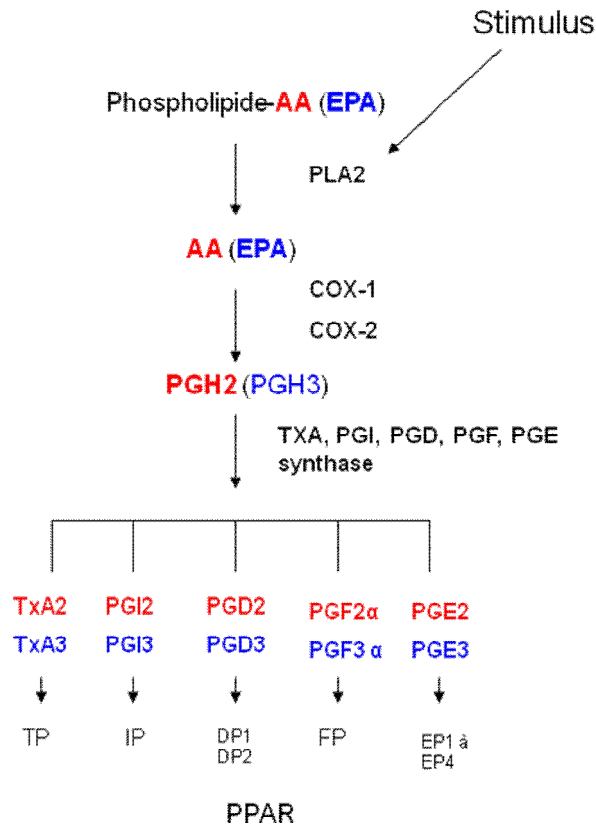 Stimulus
Phospholipide-AA (EPA)
PLA2
AA (EPA)
COX-1
COX-2
PGH2 (PGH3)
TXA, PGI, PGD, PGF, PGE
synthase
TxA2 PGI2 PGD2 PGF2α PGE2
TxA3 PGI3 PGD3 PGF3 α PGE3
TP IP DP1 FP EP1 à
DP2 EP4
PPAR